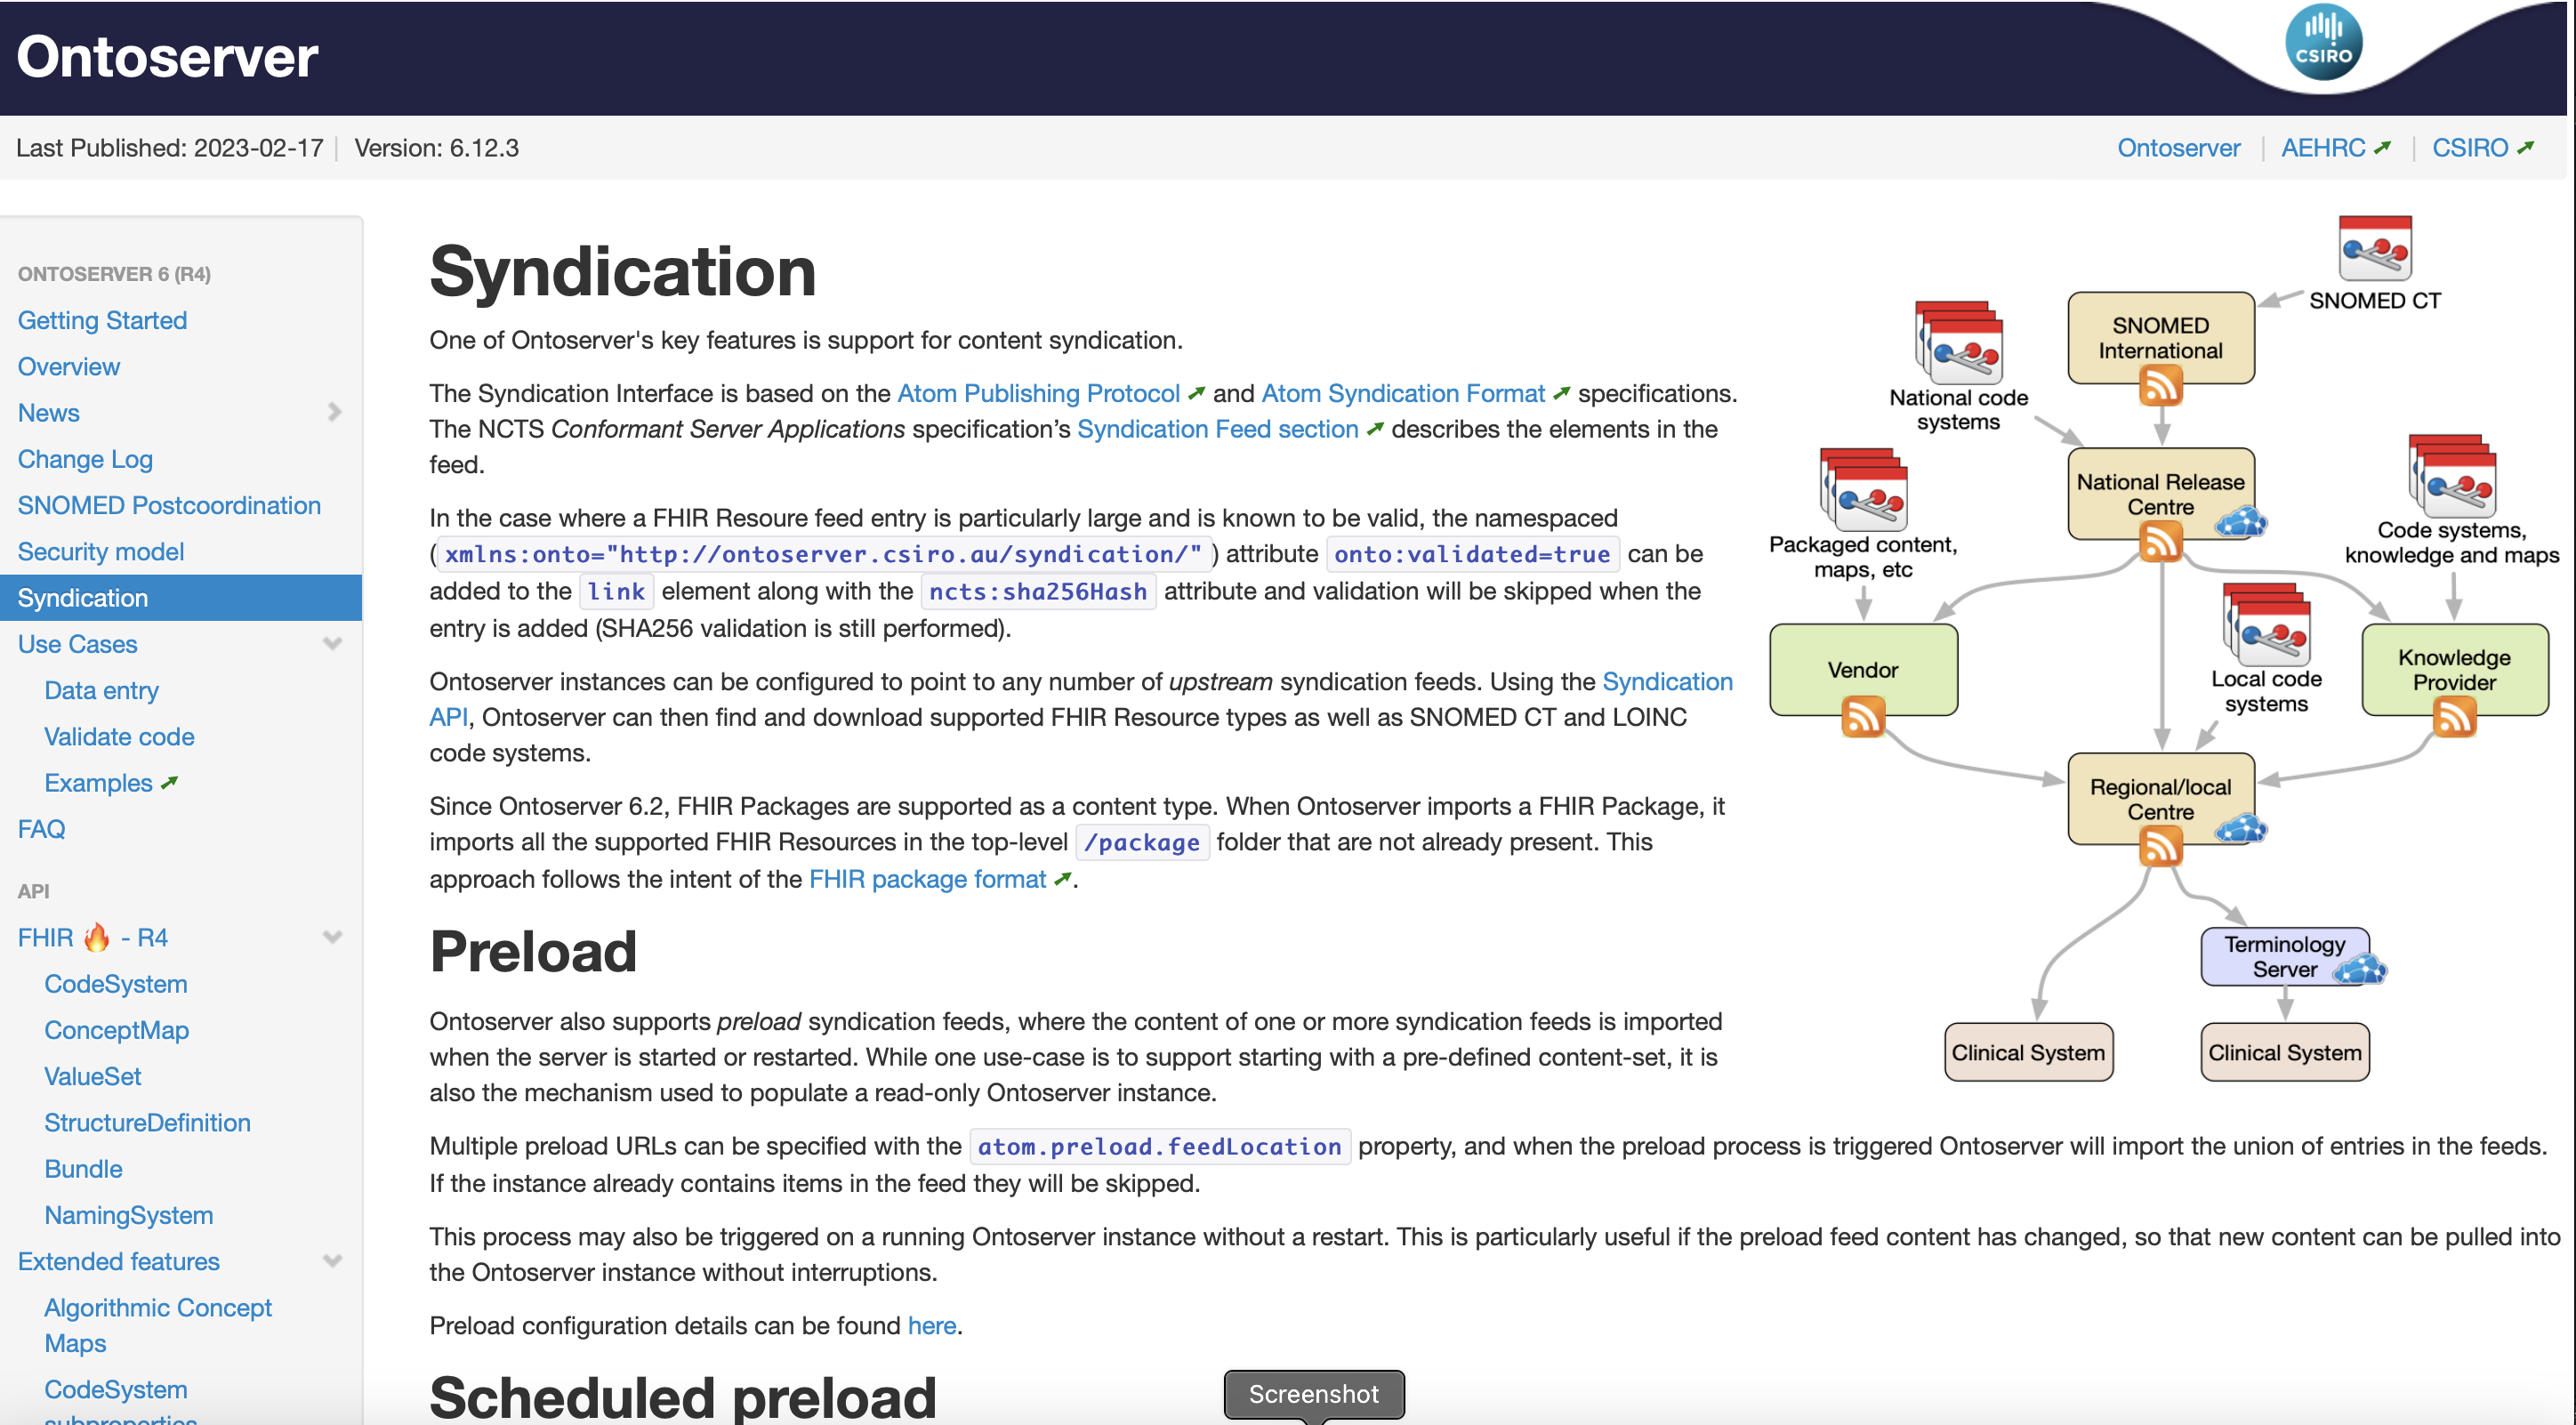 Ontoserver
CSIRO
Last Published: 2023-02-17 | Version: 6.12.3
Ontoserver | AEHRC | CSIRO
ONTOSERVER 6 (R4)
Getting Started
Overview
News
Change Log
SNOMED Postcoordination
Security model
Syndication
Use Cases
Data entry
Validate code
Examples
FAQ
API
FHIR 🔥 - R4
CodeSystem
ConceptMap
ValueSet
StructureDefinition
Bundle
NamingSystem
Extended features
Algorithmic Concept
Maps
CodeSystem
subproperties
Syndication
One of Ontoserver's key features is support for content syndication.
The Syndication Interface is based on the Atom Publishing Protocol and Atom Syndication Format specifications.
The NCTS Conformant Server Applications specification’s Syndication Feed section describes the elements in the
feed.
In the case where a FHIR Resoure feed entry is particularly large and is known to be valid, the namespaced
( xmlns:onto="http://ontoserver.csiro.au/syndication/" ) attribute onto:validated=true can be
added to the link element along with the ncts:sha256Hash attribute and validation will be skipped when the
entry is added (SHA256 validation is still performed).
Ontoserver instances can be configured to point to any number of upstream syndication feeds. Using the Syndication
API, Ontoserver can then find and download supported FHIR Resource types as well as SNOMED CT and LOINC
code systems.
Since Ontoserver 6.2, FHIR Packages are supported as a content type. When Ontoserver imports a FHIR Package, it
imports all the supported FHIR Resources in the top-level /package folder that are not already present. This
approach follows the intent of the FHIR package format .
Preload
Ontoserver also supports preload syndication feeds, where the content of one or more syndication feeds is imported
when the server is started or restarted. While one use-case is to support starting with a pre-defined content-set, it is
also the mechanism used to populate a read-only Ontoserver instance.
Multiple preload URLs can be specified with the atom.preload.feedLocation property, and when the preload process is triggered Ontoserver will import the union of entries in the feeds.
If the instance already contains items in the feed they will be skipped.
This process may also be triggered on a running Ontoserver instance without a restart. This is particularly useful if the preload feed content has changed, so that new content can be pulled into
the Ontoserver instance without interruptions.
Preload configuration details can be found here.
Scheduled preload
Screenshot
SNOMED CT
SNOMED
International
National code
systems
National Release
Centre
Packaged content,
maps, etc
Code systems,
knowledge and maps
Vendor
Local code
systems
Knowledge
Provider
Regional/local
Centre
Terminology
Server
Clinical System
Clinical System